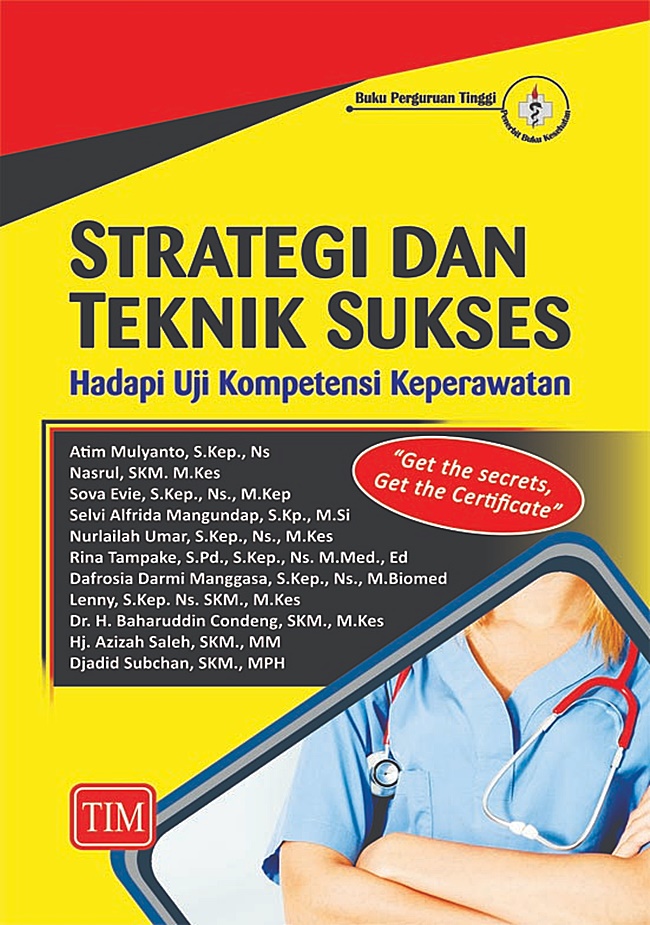 Buku Perguruan Tinggi
Penerbit Buku Kesehatan
STRATEGI DAN
TEKNIK SUKSES
Hadapi Uji Kompetensi Keperawatan
Atim Mulyanto, S.Kep., Ns
Nasrul, SKM. M.Kes
Sova Evie, S.Kep., Ns., M.Kep
Selvi Alfrida Mangundap, S.Kp., M.Si
Nurlailah Umar, S.Kep., Ns., M.Kes
Rina Tampake, S.Pd., S.Kep., Ns. M.Med., Ed
Dafrosia Darmi Manggasa, S.Kep., Ns., M.Biomed
Lenny, S.Kep. Ns. SKM., M.Kes
Dr. H. Baharuddin Condeng, SKM., M.Kes
Hj. Azizah Saleh, SKM., MM
Djadid Subchan, SKM., MPH
"Get the secrets,
Get the Certificate"
TIM